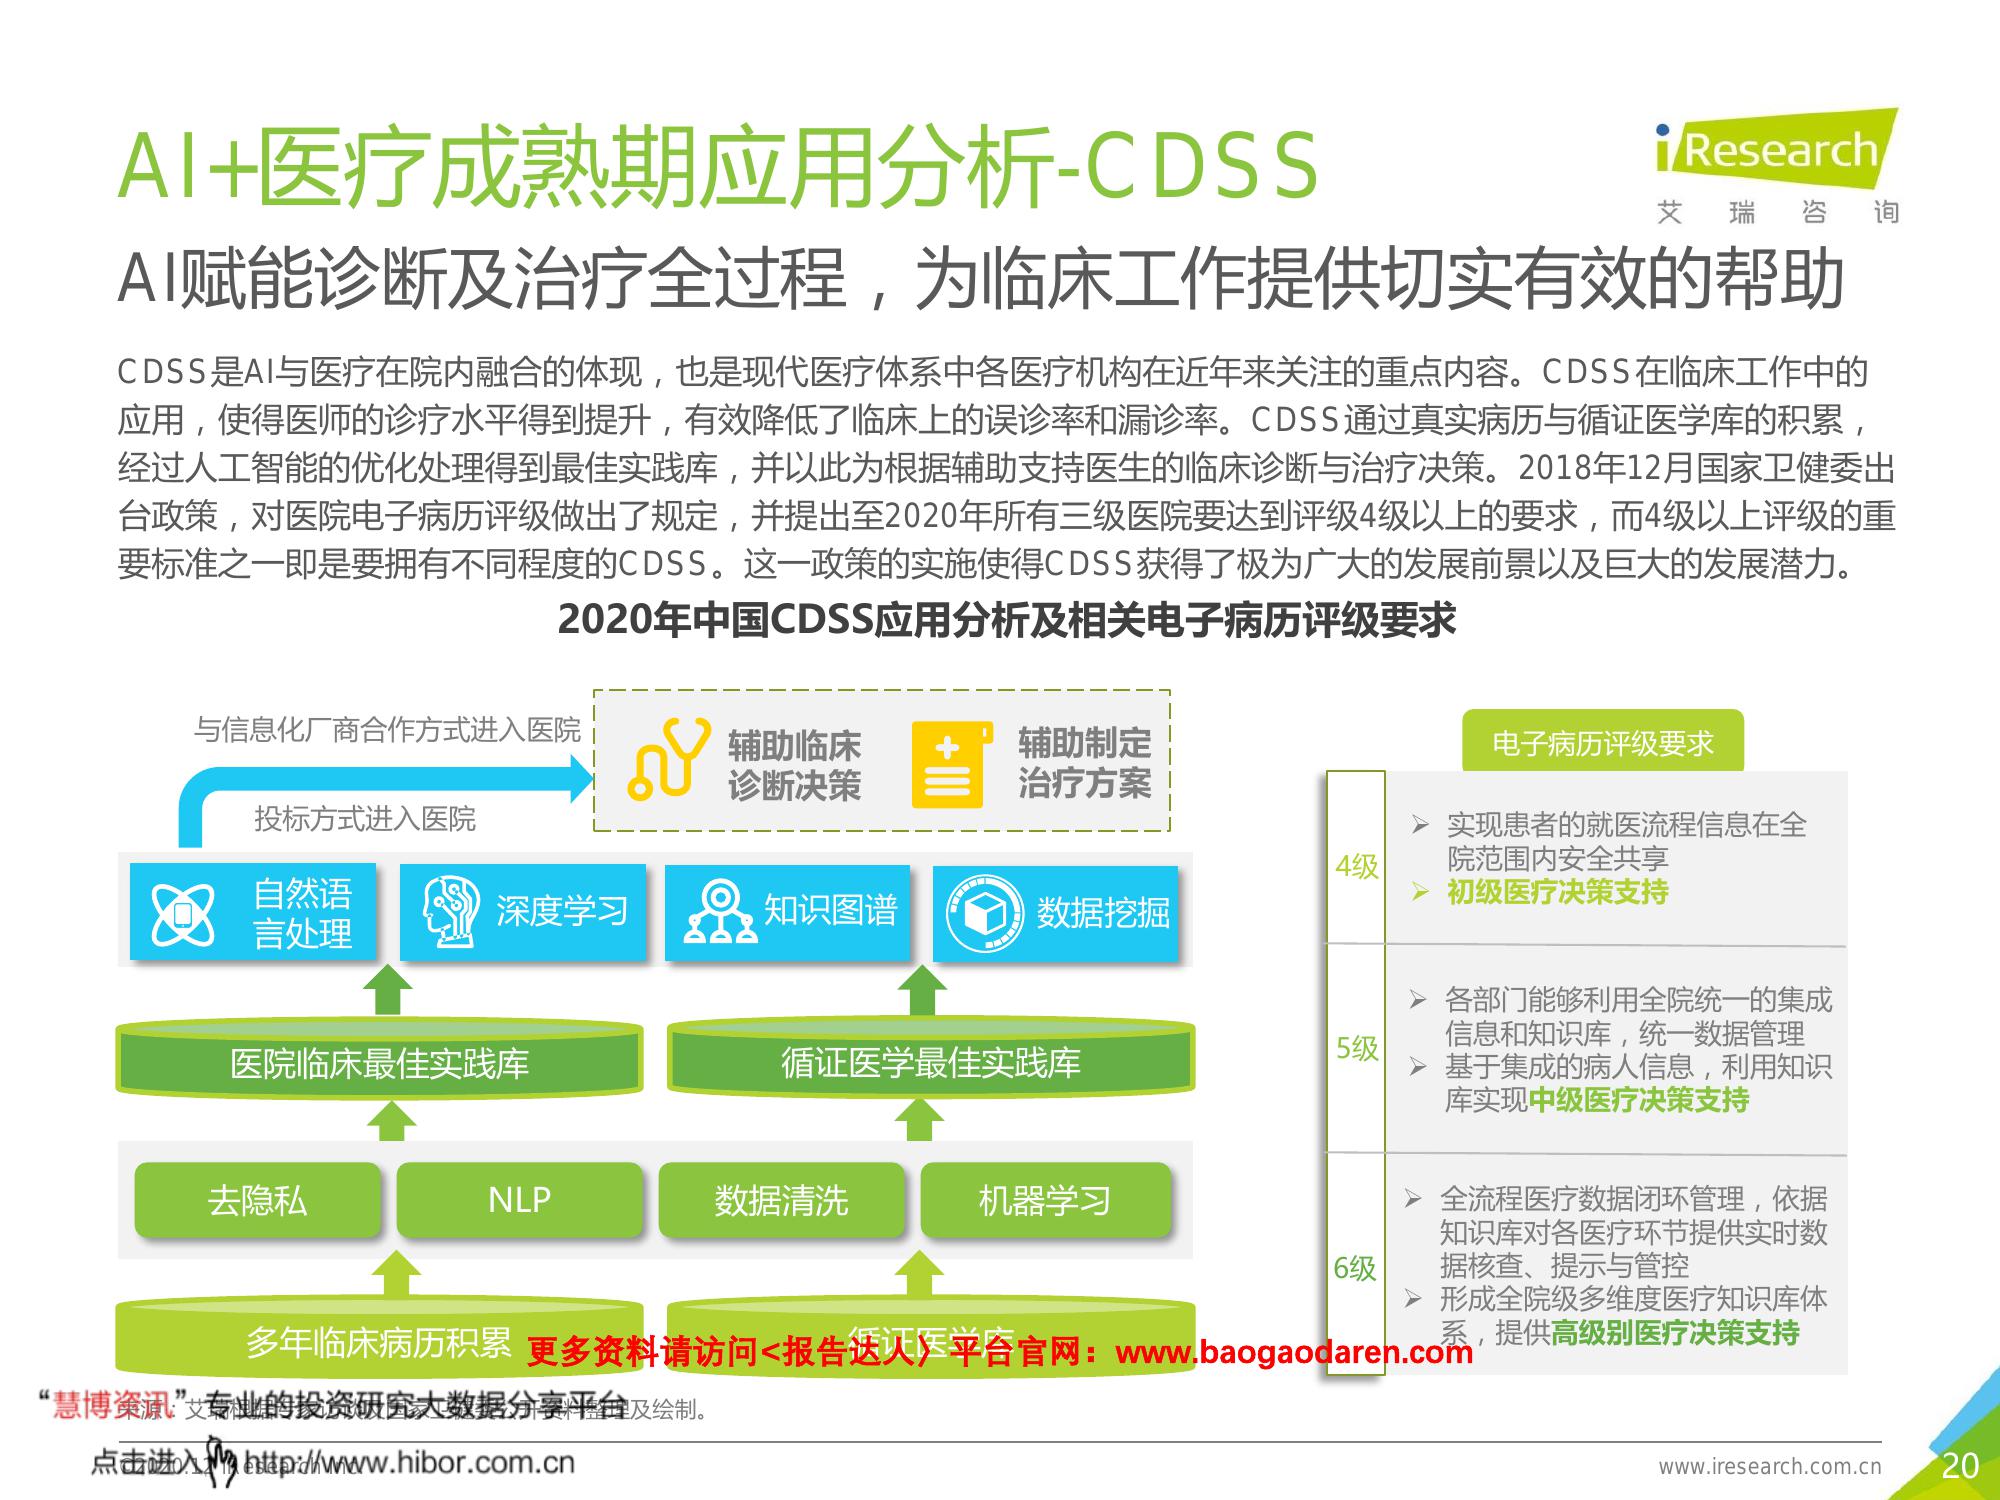 AI+医疗成熟期应用分析-CDSS
iResearch
艾瑞咨询
AI赋能诊断及治疗全过程，为临床工作提供切实有效的帮助
CDSS是AI与医疗在院内融合的体现，也是现代医疗体系中各医疗机构在近年来关注的重点内容。CDSS在临床工作中的
应用，使得医师的诊疗水平得到提升，有效降低了临床上的误诊率和漏诊率。CDSS通过真实病历与循证医学库的积累，
经过人工智能的优化处理得到最佳实践库，并以此为根据辅助支持医生的临床诊断与治疗决策。2018年12月国家卫健委出
台政策，对医院电子病历评级做出了规定，并提出至2020年所有三级医院要达到评级4级以上的要求，而4级以上评级的重
要标准之一即是要拥有不同程度的CDSS。这一政策的实施使得CDSS获得了极为广大的发展前景以及巨大的发展潜力。
2020年中国CDSS应用分析及相关电子病历评级要求
与信息化厂商合作方式进入医院
投标方式进入医院
辅助临床
诊断决策
辅助制定
治疗方案
自然语
言处理
深度学习
知识图谱
数据挖掘
医院临床最佳实践库
循证医学最佳实践库
去隐私
NLP
数据清洗
机器学习
多年临床病历积累
循证医学库
电子病历评级要求
4级
➢ 实现患者的就医流程信息在全
院范围内安全共享
➢ 初级医疗决策支持
5级
➢ 各部门能够利用全院统一的集成
信息和知识库，统一数据管理
➢ 基于集成的病人信息，利用知识
库实现中级医疗决策支持
6级
➢ 全流程医疗数据闭环管理，依据
知识库对各医疗环节提供实时数
据核查、提示与管控
➢ 形成全院级多维度医疗知识库体
系，提供高级别医疗决策支持
更多资料请访问<报告达人〉平台官网：www.baogaodaren.com
“慧博资讯”专业的投资研究大数据分享平台
点击进入 http://www.hibor.com.cn
来源：艾瑞根据 资料整理及绘制。
©2020.12 iResearch Inc.
www.iresearch.com.cn
20